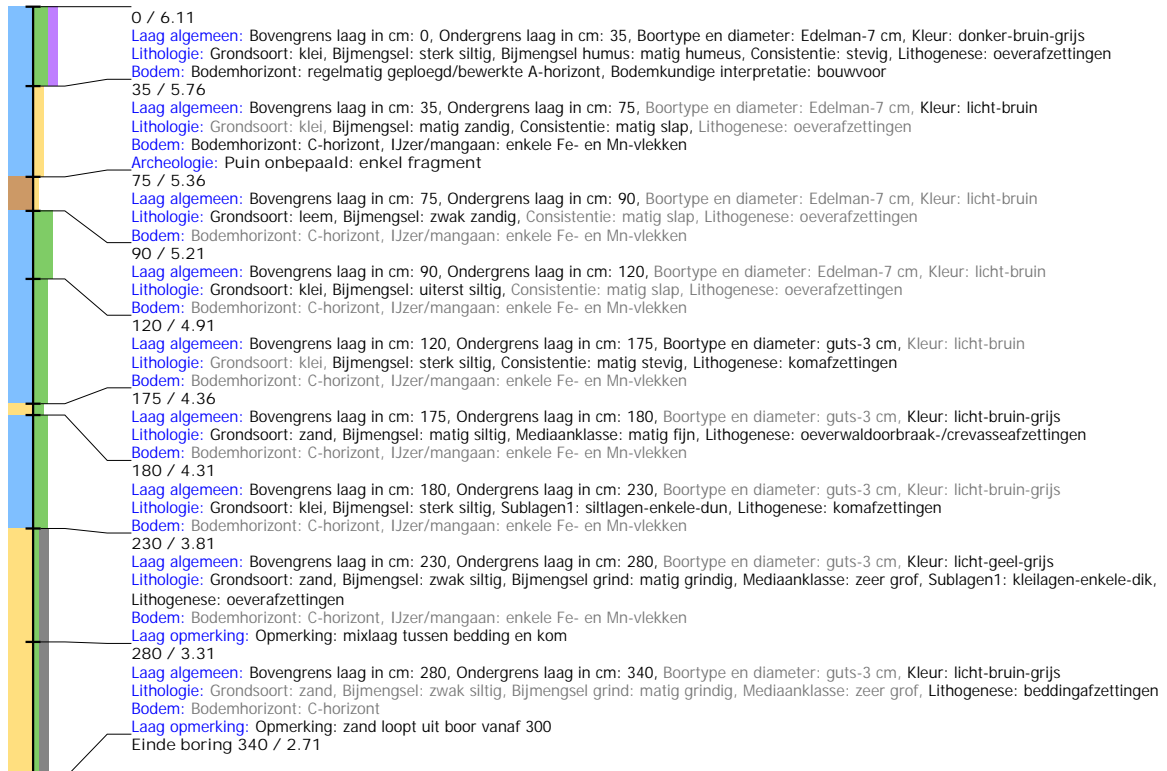 0 / 6.11
Laag algemeen: Bovengrens laag in cm: 0, Ondergrens laag in cm: 35, Boortype en diameter: Edelman-7 cm, Kleur: donker-bruin-grijs
Lithologie: Grondsoort: klei, Bijmengsel: sterk siltig, Bijmengsel humus: matig humeus, Consistentie: stevig, Lithogenese: oeverafzettingen
Bodem: Bodemhorizont: regelmatig geploegd/bewerkte A-horizont, Bodemkundige interpretatie: bouwvoor
35 / 5.76
Laag algemeen: Bovengrens laag in cm: 35, Ondergrens laag in cm: 75, Boortype en diameter: Edelman-7 cm, Kleur: licht-bruin
Lithologie: Grondsoort: klei, Bijmengsel: matig zandig, Consistentie: matig slap, Lithogenese: oeverafzettingen
Bodem: Bodemhorizont: C-horizont, IJzer/mangaan: enkele Fe- en Mn-vlekken
Archeologie: Puin onbepaald: enkel fragment
75 / 5.36
Laag algemeen: Bovengrens laag in cm: 75, Ondergrens laag in cm: 90, Boortype en diameter: Edelman-7 cm, Kleur: licht-bruin
Lithologie: Grondsoort: leem, Bijmengsel: zwak zandig, Consistentie: matig slap, Lithogenese: oeverafzettingen
Bodem: Bodemhorizont: C-horizont, IJzer/mangaan: enkele Fe- en Mn-vlekken
90 / 5.21
Laag algemeen: Bovengrens laag in cm: 90, Ondergrens laag in cm: 120, Boortype en diameter: Edelman-7 cm, Kleur: licht-bruin
Lithologie: Grondsoort: klei, Bijmengsel: uiterst siltig, Consistentie: matig slap, Lithogenese: oeverafzettingen
Bodem: Bodemhorizont: C-horizont, IJzer/mangaan: enkele Fe- en Mn-vlekken
120 / 4.91
Laag algemeen: Bovengrens laag in cm: 120, Ondergrens laag in cm: 175, Boortype en diameter: guts-3 cm, Kleur: licht-bruin
Lithologie: Grondsoort: klei, Bijmengsel: sterk siltig, Consistentie: matig stevig, Lithogenese: komafzettingen
Bodem: Bodemhorizont: C-horizont, IJzer/mangaan: enkele Fe- en Mn-vlekken
175 / 4.36
Laag algemeen: Bovengrens laag in cm: 175, Ondergrens laag in cm: 180, Boortype en diameter: guts-3 cm, Kleur: licht-bruin-grijs
Lithologie: Grondsoort: zand, Bijmengsel: matig siltig, Mediaanklasse: matig fijn, Lithogenese: oeverwaldoorbraak-/crevasseafzettingen
Bodem: Bodemhorizont: C-horizont, IJzer/mangaan: enkele Fe- en Mn-vlekken
180 / 4.31
Laag algemeen: Bovengrens laag in cm: 180, Ondergrens laag in cm: 230, Boortype en diameter: guts-3 cm, Kleur: licht-bruin-grijs
Lithologie: Grondsoort: klei, Bijmengsel: sterk siltig, Sublagen1: siltlagen-enkele-dun, Lithogenese: komafzettingen
Bodem: Bodemhorizont: C-horizont, IJzer/mangaan: enkele Fe- en Mn-vlekken
230 / 3.81
Laag algemeen: Bovengrens laag in cm: 230, Ondergrens laag in cm: 280, Boortype en diameter: guts-3 cm, Kleur: licht-geel-grijs
Lithologie: Grondsoort: zand, Bijmengsel: zwak siltig, Bijmengsel grind: matig grindig, Mediaanklasse: zeer grof, Sublagen1: kleilagen-enkele-dik,
Lithogenese: oeverafzettingen
Bodem: Bodemhorizont: C-horizont, IJzer/mangaan: enkele Fe- en Mn-vlekken
Laag opmerking: Opmerking: mixlaag tussen bedding en kom
280 / 3.31
Laag algemeen: Bovengrens laag in cm: 280, Ondergrens laag in cm: 340, Boortype en diameter: guts-3 cm, Kleur: licht-bruin-grijs
Lithologie: Grondsoort: zand, Bijmengsel: zwak siltig, Bijmengsel grind: matig grindig, Mediaanklasse: zeer grof, Lithogenese: beddingafzettingen
Bodem: Bodemhorizont: C-horizont
Laag opmerking: Opmerking: zand loopt uit boor vanaf 300
Einde boring 340 / 2.71